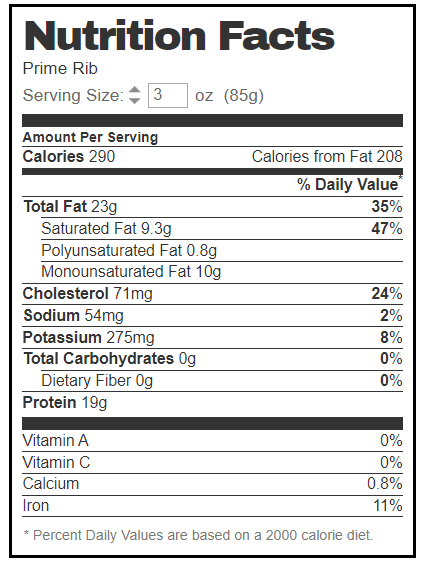 Nutrition Facts
Prime Rib
Serving Size: 3 oz (85g)
Amount Per Serving
Calories 290 Calories from Fat 208
% Daily Value*
Total Fat 23g 35%
Saturated Fat 9.3g 47%
Polyunsaturated Fat 0.8g
Monounsaturated Fat 10g
Cholesterol 71mg 24%
Sodium 54mg 2%
Potassium 275mg 8%
Total Carbohydrates 0g 0%
Dietary Fiber 0g 0%
Protein 19g
Vitamin A 0%
Vitamin C 0%
Calcium 0.8%
Iron 11%
* Percent Daily Values are based on a 2000 calorie diet.